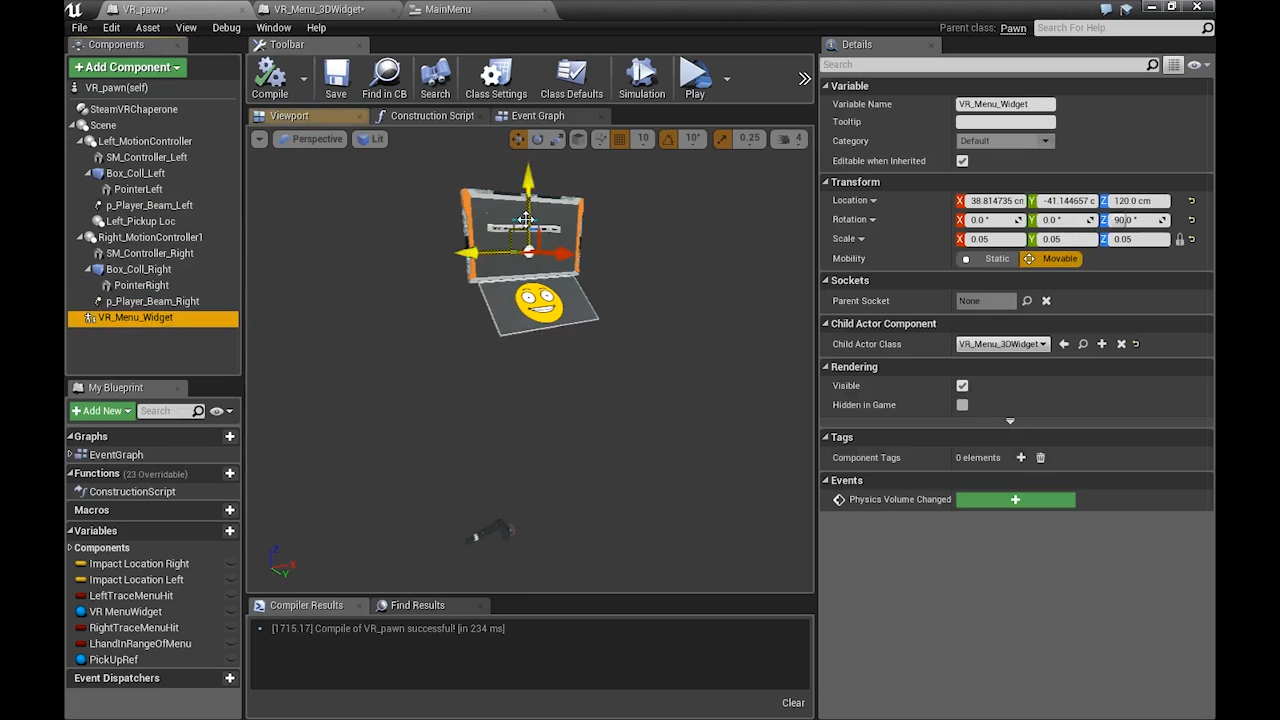 VR_pawn*
VR_Menu_3DWidget*
MainMenu
File Edit Asset View Debug Window Help
Parent class: Pawn
Search For Help
Components
Toolbar
Details
+ Add Component
Compile
Save
Find in CB
Search
Class Settings
Class Defaults
Simulation
Play
VR_pawn(self)
SteamVRChaperone
Scene
Left_MotionController
SM_Controller_Left
Box_Coll_Left
PointerLeft
p_Player_Beam_Left
Left_Pickup Loc
Right_MotionController1
SM_Controller_Right
Box_Coll_Right
PointerRight
p_Player_Beam_Right
VR_Menu_Widget
My Blueprint
+ Add New
Search
Graphs
EventGraph
Functions (23 Overridable)
ConstructionScript
Macros
Variables
Components
Impact Location Right
Impact Location Left
LeftTraceMenuHit
VR MenuWidget
RightTraceMenuHit
LhandInRangeOfMenu
PickUpRef
Event Dispatchers
Viewport
Construction Script
Event Graph
Perspective
Lit
10
10°
0.25
4
Z
X
Y
Compiler Results
Find Results
[1715.17] Compile of VR_pawn successful! [in 234 ms]
Clear
Search
Variable
Variable Name VR_Menu_Widget
Tooltip
Category Default
Editable when Inherited
Transform
Location X 38.814735 cn Y -41.144657 c Z 120.0 cm
Rotation X 0.0 ° Y 0.0 ° Z 90.0 °
Scale X 0.05 Y 0.05 Z 0.05
Mobility Static Movable
Sockets
Parent Socket None
Child Actor Component
Child Actor Class VR_Menu_3DWidget
Rendering
Visible
Hidden in Game
Tags
Component Tags 0 elements
Events
Physics Volume Changed